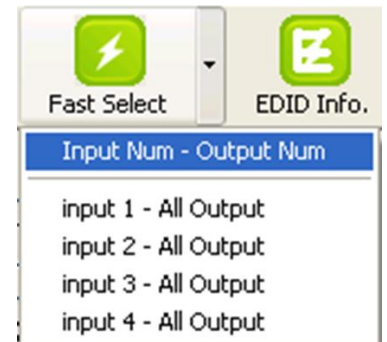 Fast Select EDID Info.
Input Num - Output Num
input 1 - All Output
input 2 - All Output
input 3 - All Output
input 4 - All Output